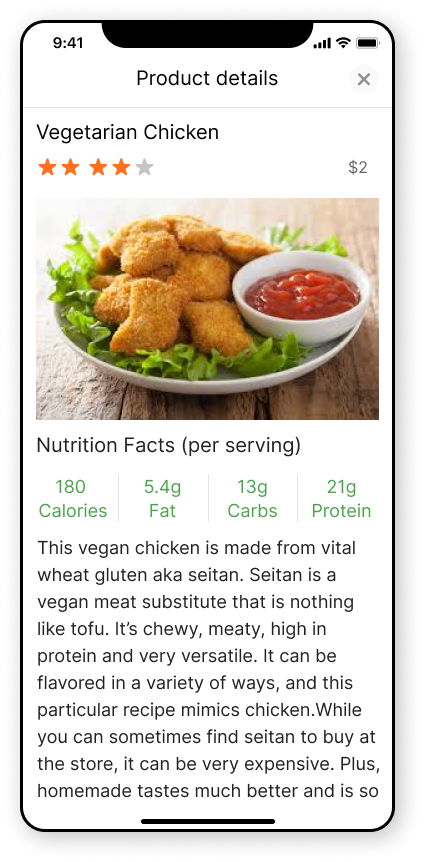 9:41
Product details
Vegetarian Chicken
$2
Nutrition Facts (per serving)
180 5.4g 13g 21g
Calories Fat Carbs Protein
This vegan chicken is made from vital
wheat gluten aka seitan. Seitan is a
vegan meat substitute that is nothing
like tofu. It’s chewy, meaty, high in
protein and very versatile. It can be
flavored in a variety of ways, and this
particular recipe mimics chicken.While
you can sometimes find seitan to buy at
the store, it can be very expensive. Plus,
homemade tastes much better and is so